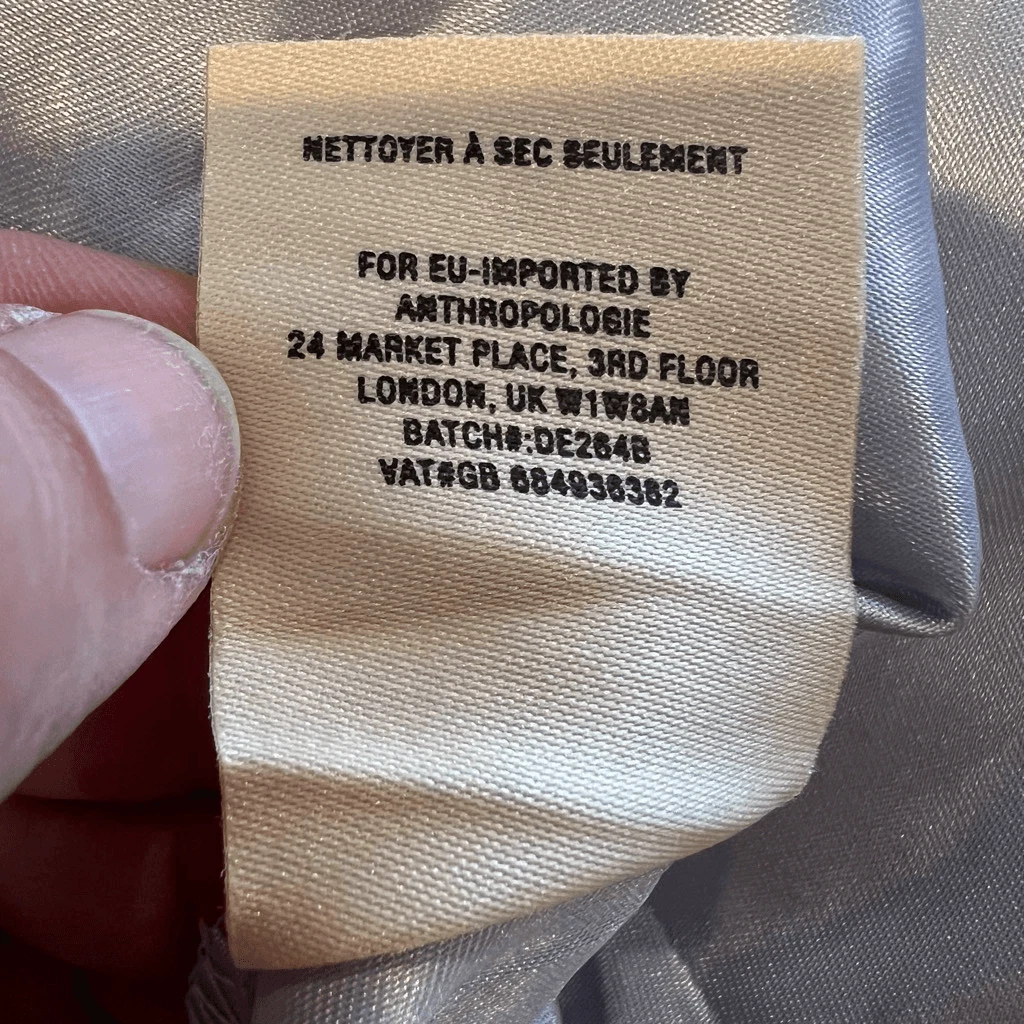 NETTOYER À SEC SEULEMENT
FOR EU-IMPORTED BY
ANTHROPOLOGIE
24 MARKET PLACE, 3RD FLOOR
LONDON, UK W1W8AN
BATCH#:DE264B
VAT#GB 684936362